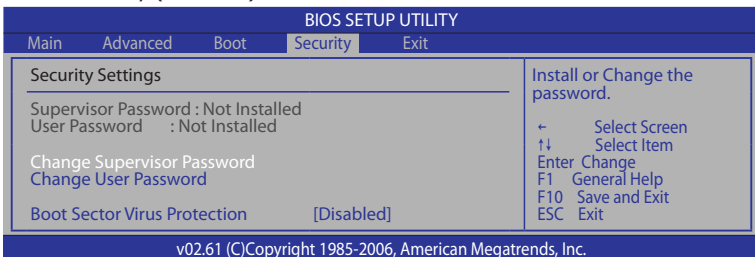 BIOS SETUP UTILITY
Main Advanced Boot Security Exit
Security Settings
Supervisor Password : Not Installed
User Password : Not Installed
Change Supervisor Password
Change User Password
Boot Sector Virus Protection [Disabled]
Install or Change the
password.
← Select Screen
↑↓ Select Item
Enter Change
F1 General Help
F10 Save and Exit
ESC Exit
v02.61 (C)Copyright 1985-2006, American Megatrends, Inc.